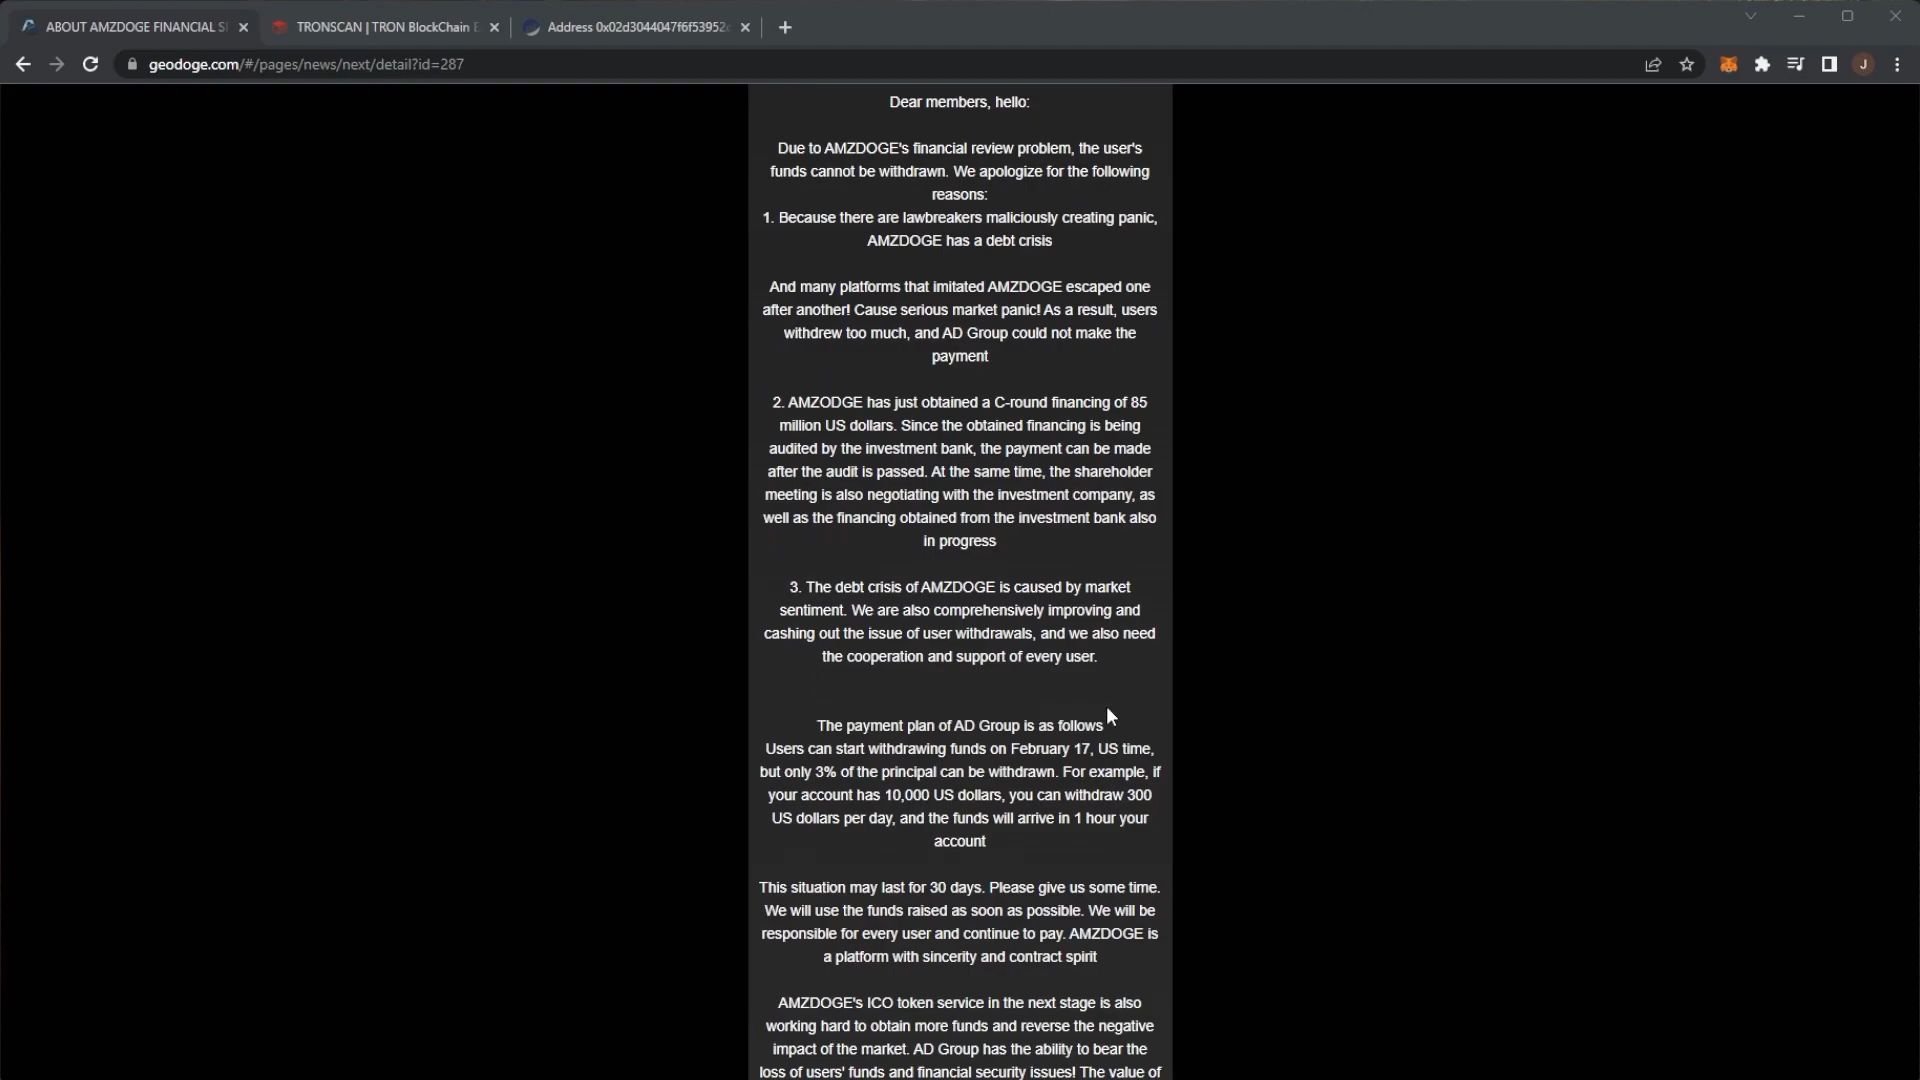 ABOUT AMZDOGE FINANCIAL S
TRONSCAN | TRON BlockChain E
Address 0x02d3044047f6f53952
geodoge.com/#/pages/news/next/detail?id=287
J
Dear members, hello:
Due to AMZDOGE's financial review problem, the user's
funds cannot be withdrawn. We apologize for the following
reasons:
1. Because there are lawbreakers maliciously creating panic,
AMZDOGE has a debt crisis
And many platforms that imitated AMZDOGE escaped one
after another! Cause serious market panic! As a result, users
withdrew too much, and AD Group could not make the
payment
2. AMZODGE has just obtained a C-round financing of 85
million US dollars. Since the obtained financing is being
audited by the investment bank, the payment can be made
after the audit is passed. At the same time, the shareholder
meeting is also negotiating with the investment company, as
well as the financing obtained from the investment bank also
in progress
3. The debt crisis of AMZDOGE is caused by market
sentiment. We are also comprehensively improving and
cashing out the issue of user withdrawals, and we also need
the cooperation and support of every user.
The payment plan of AD Group is as follows
Users can start withdrawing funds on February 17, US time,
but only 3% of the principal can be withdrawn. For example, if
your account has 10,000 US dollars, you can withdraw 300
US dollars per day, and the funds will arrive in 1 hour your
account
This situation may last for 30 days. Please give us some time.
We will use the funds raised as soon as possible. We will be
responsible for every user and continue to pay. AMZDOGE is
a platform with sincerity and contract spirit
AMZDOGE's ICO token service in the next stage is also
working hard to obtain more funds and reverse the negative
impact of the market. AD Group has the ability to bear the
loss of users' funds and financial security issues! The value of